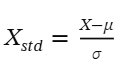 X_std = (X−μ)/σ